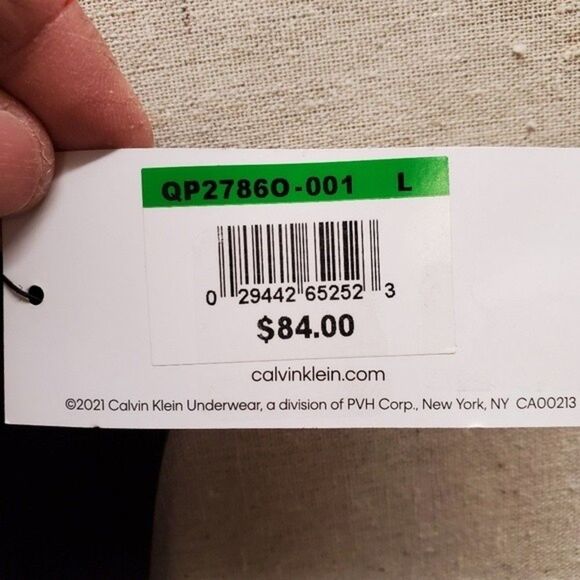 QP2786O-001 L
0 29442 65252 3
$84.00
calvinklein.com
©2021 Calvin Klein Underwear, a division of PVH Corp., New York, NY CA00213